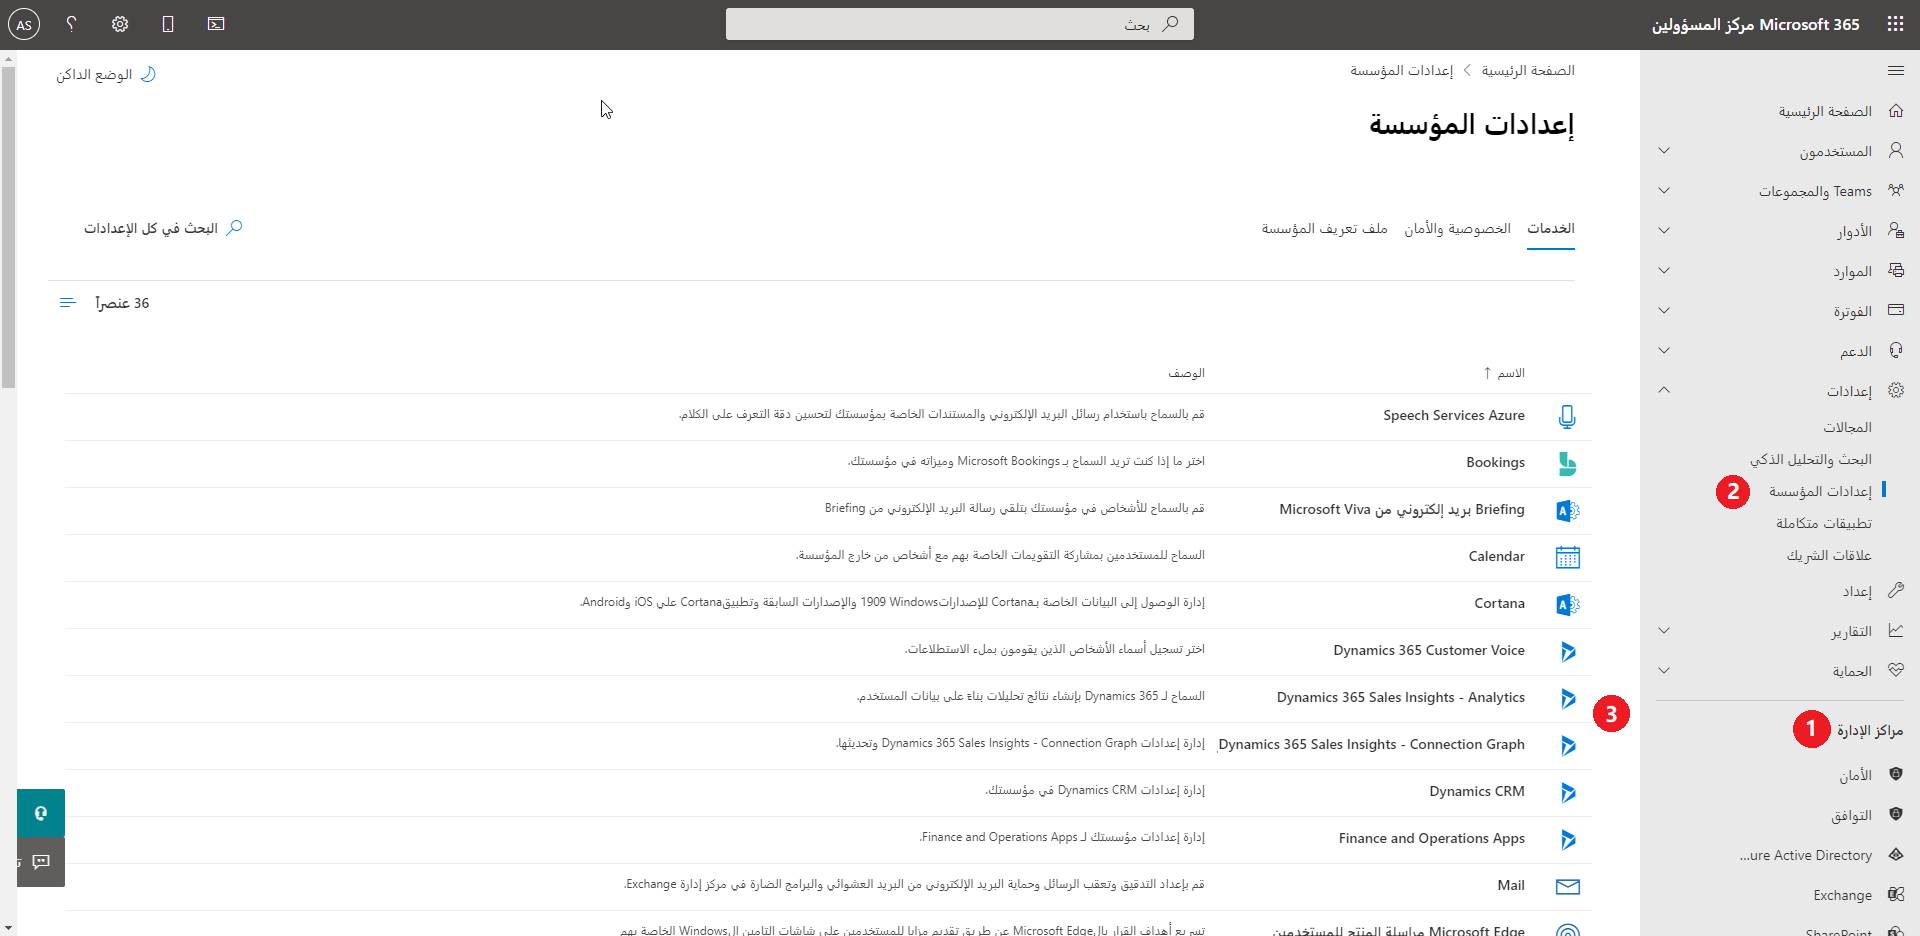 Microsoft 365 مركز المسؤولين
بحث
AS
الصفحة الرئيسية
المستخدمون
Teams والمجموعات
الأدوار
الموارد
الفوترة
الدعم
إعدادات
المجالات
البحث والتحليل الذكي
إعدادات المؤسسة
2
تطبيقات متكاملة
علاقات الشريك
إعداد
التقارير
الحماية
مراكز الإدارة
1
الأمان
التوافق
ure Active Directory...
Exchange
SharePoint
الصفحة الرئيسية
إعدادات المؤسسة
الوضع الداكن
إعدادات المؤسسة
الخدمات
الخصوصية والأمان
ملف تعريف المؤسسة
البحث في كل الإعدادات
36 عنصراً
الاسم ↑
الوصف
Speech Services Azure
قم بالسماح باستخدام رسائل البريد الإلكتروني والمستندات الخاصة بمؤسستك لتحسين دقة التعرف على الكلام.
Bookings
اختر ما إذا كنت تريد السماح بـ Microsoft Bookings وميزاته في مؤسستك.
Briefing بريد إلكتروني من Microsoft Viva
قم بالسماح للأشخاص في مؤسستك بتلقي رسالة البريد الإلكتروني من Briefing
Calendar
السماح للمستخدمين بمشاركة التقويمات الخاصة بهم مع أشخاص من خارج المؤسسة.
Cortana
إدارة الوصول إلى البيانات الخاصة بـCortana للإصدارات1909 Windows والإصدارات السابقة وتطبيقCortana على iOS وAndroid.
Dynamics 365 Customer Voice
اختر تسجيل أسماء الأشخاص الذين يقومون بملء الاستطلاعات.
Dynamics 365 Sales Insights - Analytics
السماح لـ Dynamics 365 بإنشاء نتائج تحليلات بناءً على بيانات المستخدم.
3
Dynamics 365 Sales Insights - Connection Graph
إدارة إعدادات Dynamics 365 Sales Insights - Connection Graph وتحديثها.
Dynamics CRM
إدارة إعدادات Dynamics CRM في مؤسستك.
Finance and Operations Apps
إدارة إعدادات مؤسستك لـ Finance and Operations Apps.
Mail
قم بإعداد التدقيق وتعقب الرسائل وحماية البريد الإلكتروني من البريد العشوائي والبرامج الضارة في مركز إدارة Exchange.
Microsoft Edge مراسلة المنتج للمستخدمين
تسريع أهداف القرار بالـMicrosoft Edge عن طريق تقديم مزايا للمستخدمين على شاشات التأمين الـWindows الخاصة بهم